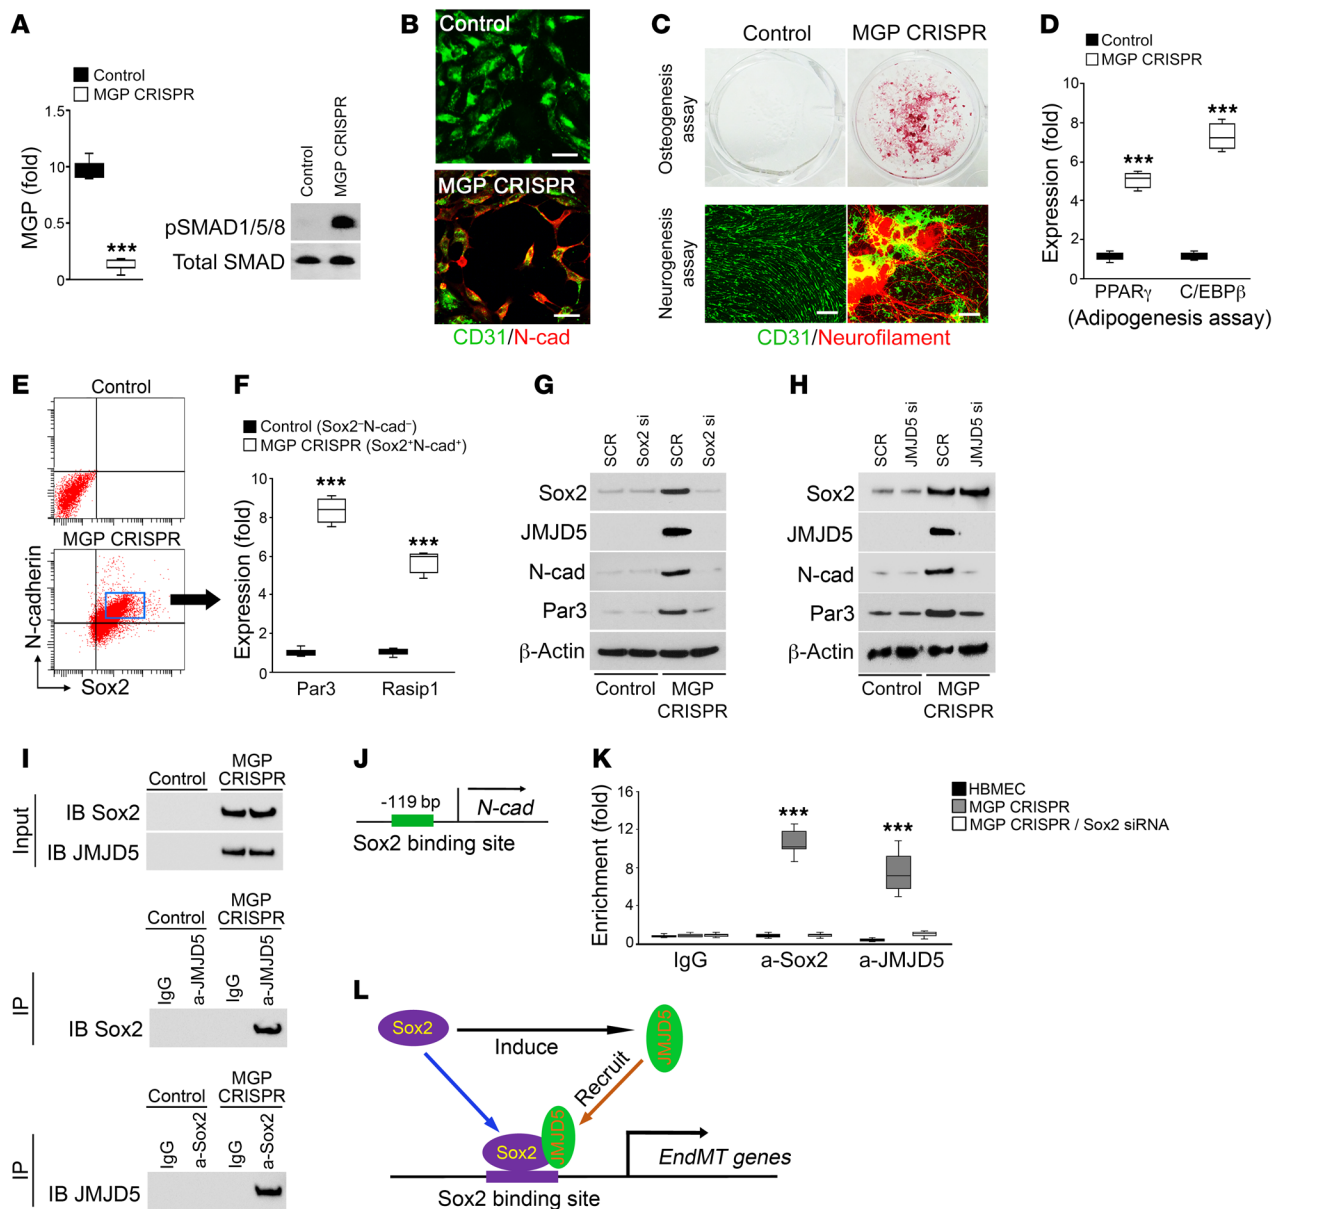 A
Control
MGP CRISPR
MGP (fold)
1.5
1.0
0.5
0
***
Control
MGP CRISPR
pSMAD1/5/8
Total SMAD
B
Control
MGP CRISPR
CD31/N-cad
C
Control
MGP CRISPR
Osteogenesis
assay
Neurogenesis
assay
CD31/Neurofilament
D
Control
MGP CRISPR
Expression (fold)
10
8
6
4
2
0
***
***
PPARγ
C/EBPβ
(Adipogenesis assay)
E
Control
MGP CRISPR
N-cadherin
Sox2
F
Control (Sox2⁻N-cad⁻)
MGP CRISPR (Sox2⁺N-cad⁺)
Expression (fold)
10
8
6
4
2
0
***
***
Par3
Rasip1
G
SCR
Sox2 si
SCR
Sox2 si
Sox2
JMJD5
N-cad
Par3
β-Actin
Control
MGP
CRISPR
H
SCR
JMJD5 si
SCR
JMJD5 si
Sox2
JMJD5
N-cad
Par3
β-Actin
Control
MGP
CRISPR
I
Control
MGP
CRISPR
Input
IB Sox2
IB JMJD5
Control
MGP
CRISPR
IgG
a-JMJD5
IgG
a-JMJD5
IP
IB Sox2
Control
MGP
CRISPR
IgG
a-Sox2
IgG
a-Sox2
IP
IB JMJD5
J
-119 bp
N-cad
Sox2 binding site
K
HBMEC
MGP CRISPR
MGP CRISPR / Sox2 siRNA
Enrichment (fold)
16
12
8
4
0
***
***
IgG
a-Sox2
a-JMJD5
L
Sox2
Induce
JMJD5
Recruit
Sox2
JMJD5
EndMT genes
Sox2 binding site